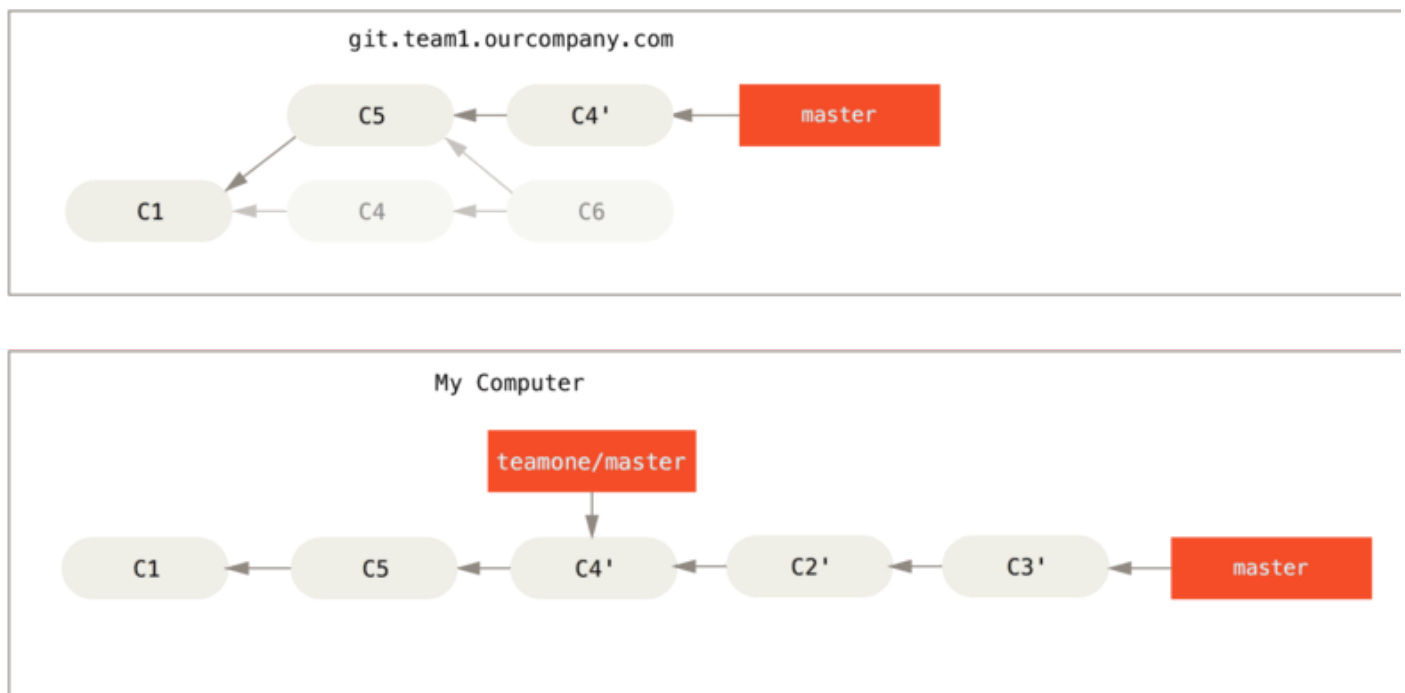 git.team1.ourcompany.com
C5 C4' master
C1 C4 C6
My Computer
teamone/master
C1 C5 C4' C2' C3' master